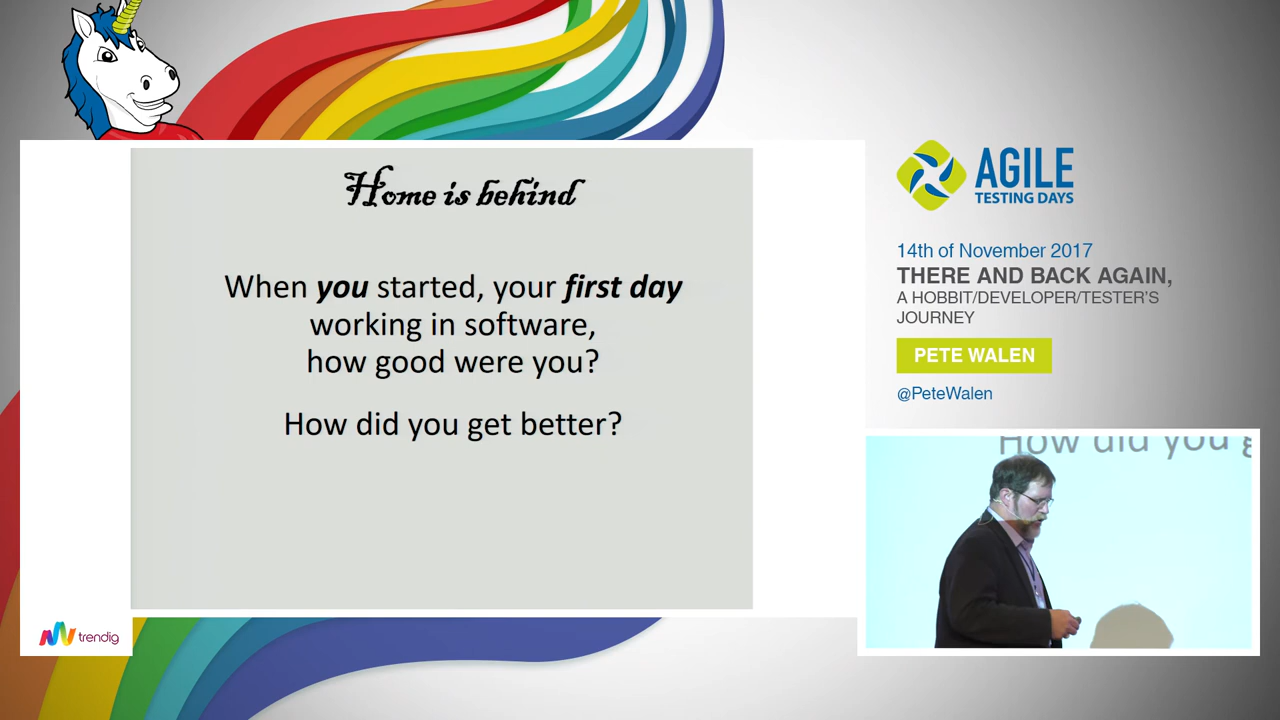 Home is behind
When you started, your first day
working in software,
how good were you?
How did you get better?
trendig
AGILE
TESTING DAYS
14th of November 2017
THERE AND BACK AGAIN,
A HOBBIT/DEVELOPER/TESTER'S
JOURNEY
PETE WALEN
@PeteWalen
How did you g